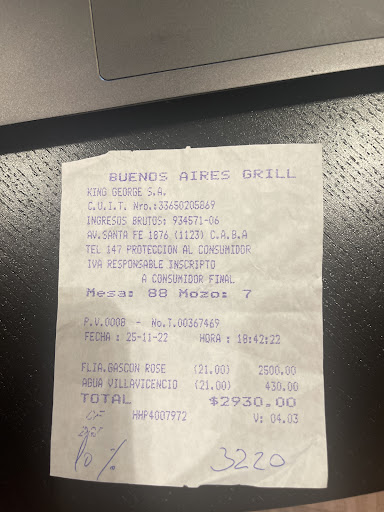 BUENOS AIRES GRILL
KING GEORGE S.A.
C.U.I.T. Nro.:33650205869
INGRESOS BRUTOS: 934571-06
AV.SANTA FE 1876 (1123) C.A.B.A
TEL 147 PROTECCION AL CONSUMIDOR
IVA RESPONSABLE INSCRIPTO
A CONSUMIDOR FINAL
Mesa: 88 Mozo: 7
P.V.0008 - No.T.00367469
FECHA : 25-11-22 HORA : 18:42:22
FLIA.GASCON ROSE (21.00) 2500.00
AGUA VILLAVICENCIO (21.00) 430.00
TOTAL $2930.00
HHP4007972 V: 04.03
10 % 3220